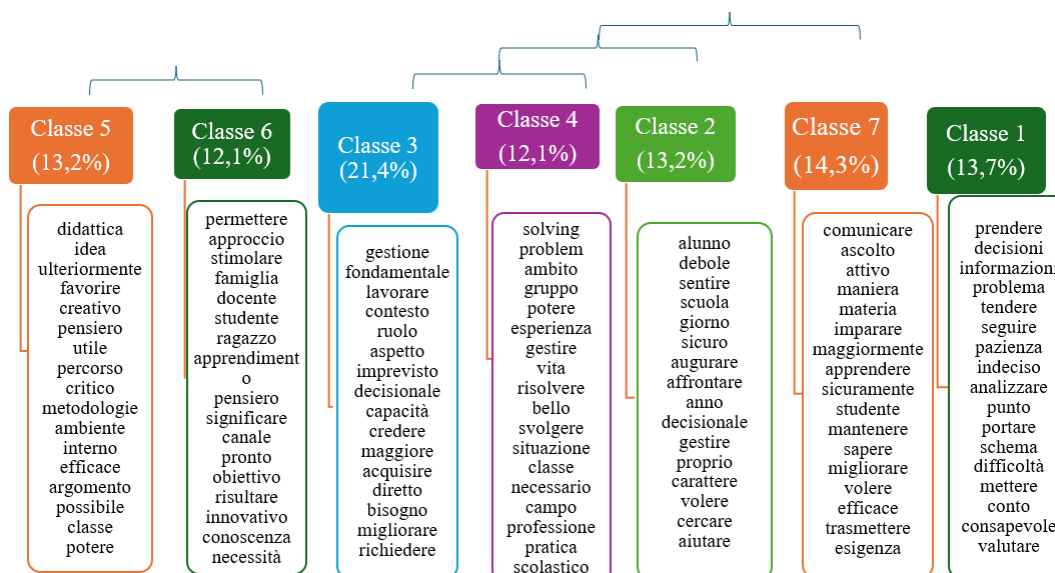 Classe 5
(13,2%)
didattica
idea
ulteriormente
favorire
creativo
pensiero
utile
percorso
critico
metodologie
ambiente
interno
efficace
argomento
possibile
classe
potere
Classe 6
(12,1%)
permettere
approccio
stimolare
famiglia
docente
studente
ragazzo
apprendiment
o
pensiero
significare
canale
pronto
obiettivo
risultare
innovativo
conoscenza
necessità
Classe 3
(21,4%)
gestione
fondamentale
lavorare
contesto
ruolo
aspetto
imprevisto
decisionale
capacità
credere
maggiore
acquisire
diretto
bisogno
migliorare
richiedere
Classe 4
(12,1%)
solving
problem
ambito
gruppo
potere
esperienza
gestire
vita
risolvere
bello
svolgere
situazione
classe
necessario
campo
professione
pratica
scolastico
Classe 2
(13,2%)
alunno
debole
sentire
scuola
giorno
sicuro
augurare
affrontare
anno
decisionale
gestire
proprio
carattere
volere
cercare
aiutare
Classe 7
(14,3%)
comunicare
ascolto
attivo
maniera
materia
imparare
maggiormente
apprendere
sicuramente
studente
mantenere
sapere
migliorare
volere
efficace
trasmettere
esigenza
Classe 1
(13,7%)
prendere
decisioni
informazioni
problema
tendere
seguire
pazienza
indeciso
analizzare
punto
portare
schema
difficoltà
mettere
conto
consapevole
valutare